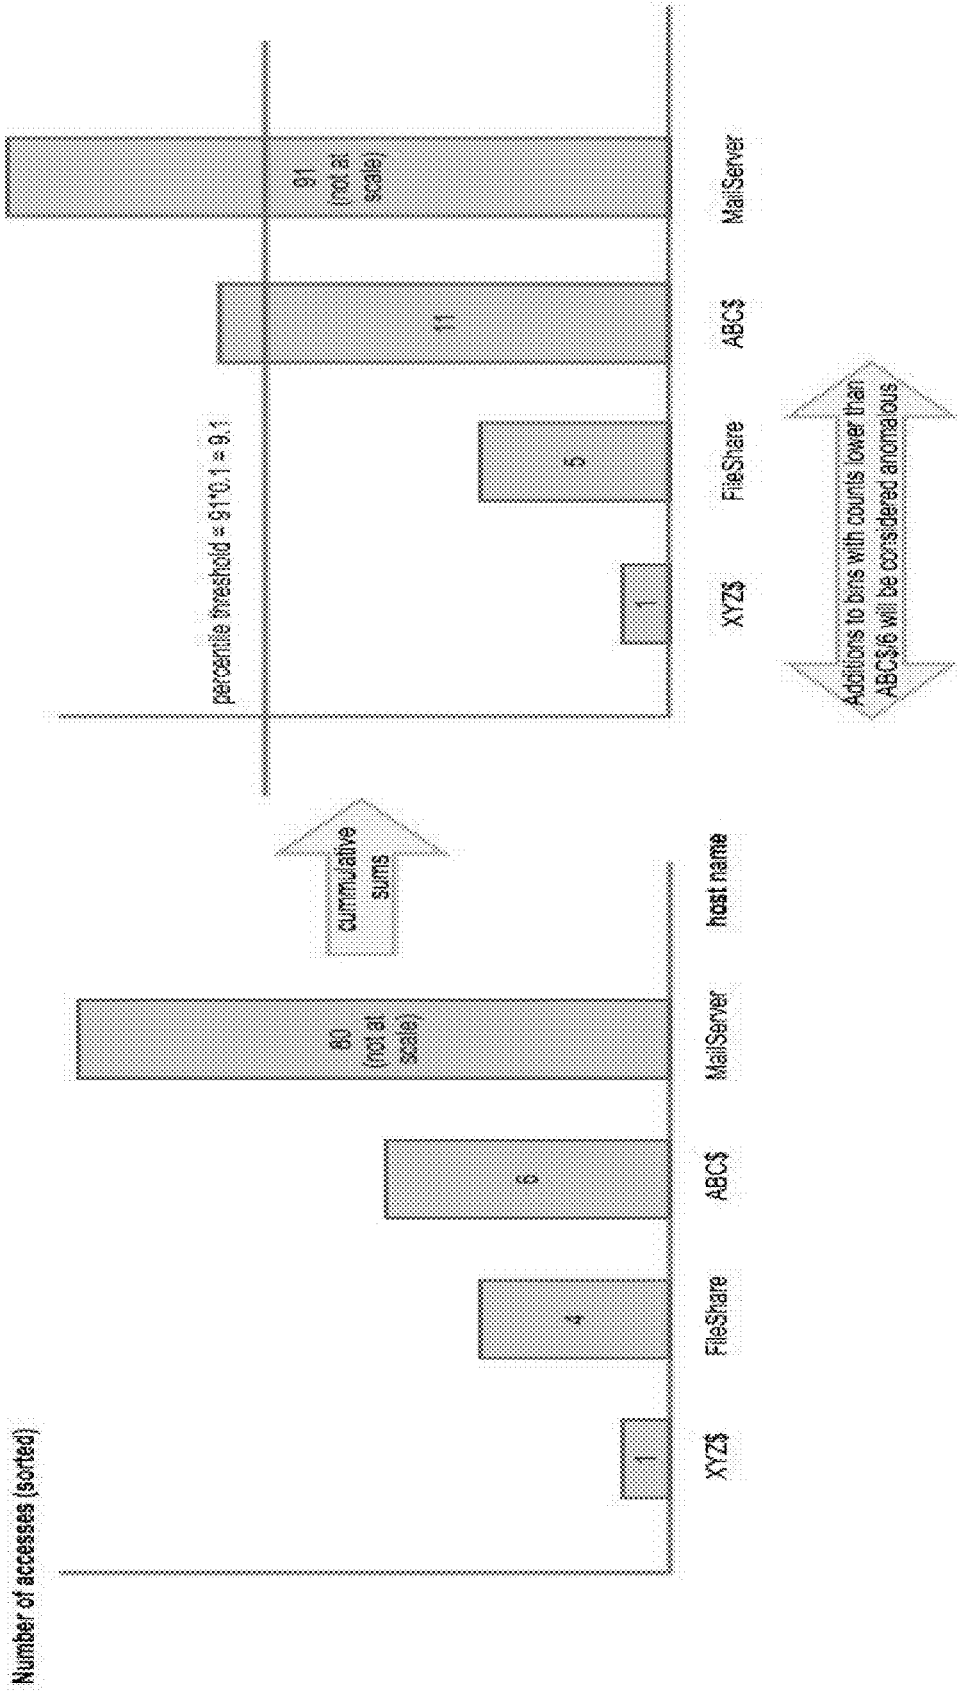 Number of accesses (sorted)
1
4
6
80
(not at
scale)
XYZ$
FileShare
ABC$
MailServer
host name
cummulative
sums
percentile threshold = 91*0.1 = 9.1
1
5
11
91
(not at
scale)
XYZ$
FileShare
ABC$
MailServer
Additions to bins with counts lower than
ABC$/6 will be considered anomalous